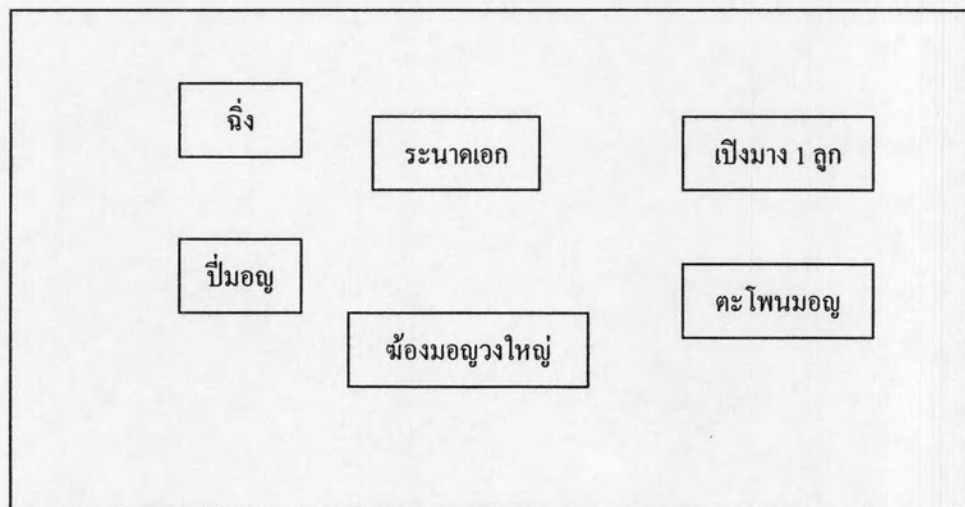 ฉิ่ง
ระนาดเอก
เปิงมาง 1 ลูก
ปี่มอญ
ตะโพนมอญ
ฆ้องมอญวงใหญ่